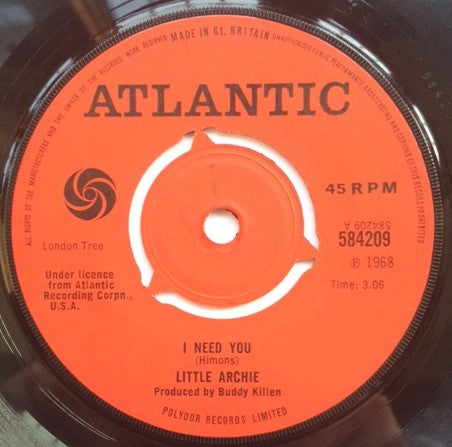 ALL RIGHTS OF THE MANUFACTURERS AND THE OWNER OF THE RECORDED WORK RESERVED MADE IN Gt. BRITAIN UNAUTHORISED PUBLIC PERFORMANCE, BROADCASTING AND COPYING OF THIS RECORD PROHIBITED
ATLANTIC
45 RPM
584209 A
584209
London Tree
℗ 1968
Under licence
from Atlantic
Recording Corpn.,
U.S.A.
Time: 3.06
I NEED YOU
(Himons)
LITTLE ARCHIE
Produced by Buddy Killen
POLYDOR RECORDS LIMITED